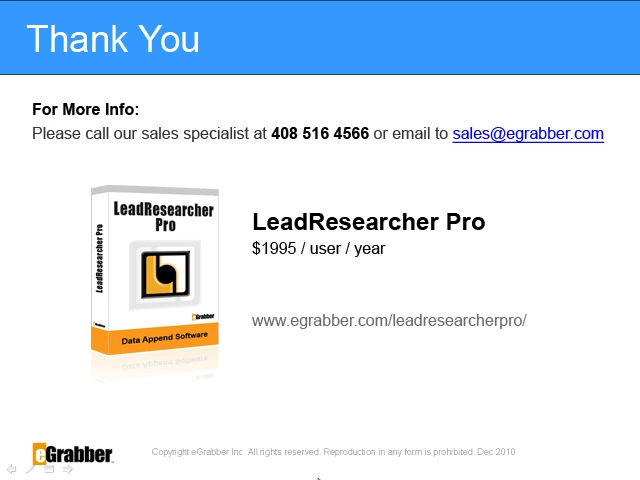 Thank You
For More Info:
Please call our sales specialist at 408 516 4566 or email to sales@egrabber.com
LeadResearcher Pro
LeadResearcher
Pro
eGrabber
Data Append Software
LeadResearcher Pro
$1995 / user / year
www.egrabber.com/leadresearcherpro/
eGrabber
Copyright eGrabber Inc. All rights reserved. Reproduction in any form is prohibited. Dec 2010